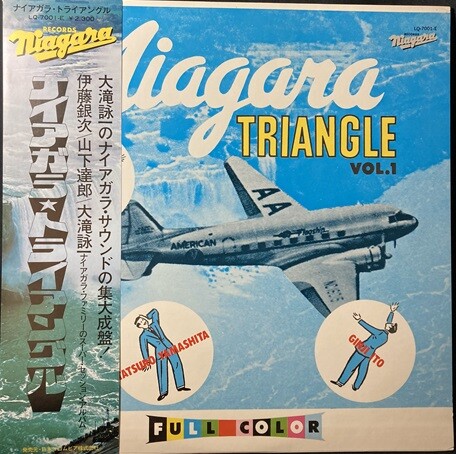 ナイアガラ・トライアングル
LQ-7001-E ¥2,300
RECORDS
Niagara
ナイアガラ★トライアングル
大滝詠一のナイアガラ・サウンドの集大成盤!
伊藤銀次/山下達郎/大滝詠一
LQ-7001-E
Niagara
Niagara
TRIANGLE
VOL.1
AA
AMERICAN
Flagship
TATSURO YAMASHITA
GINJI ITO
FULL COLOR